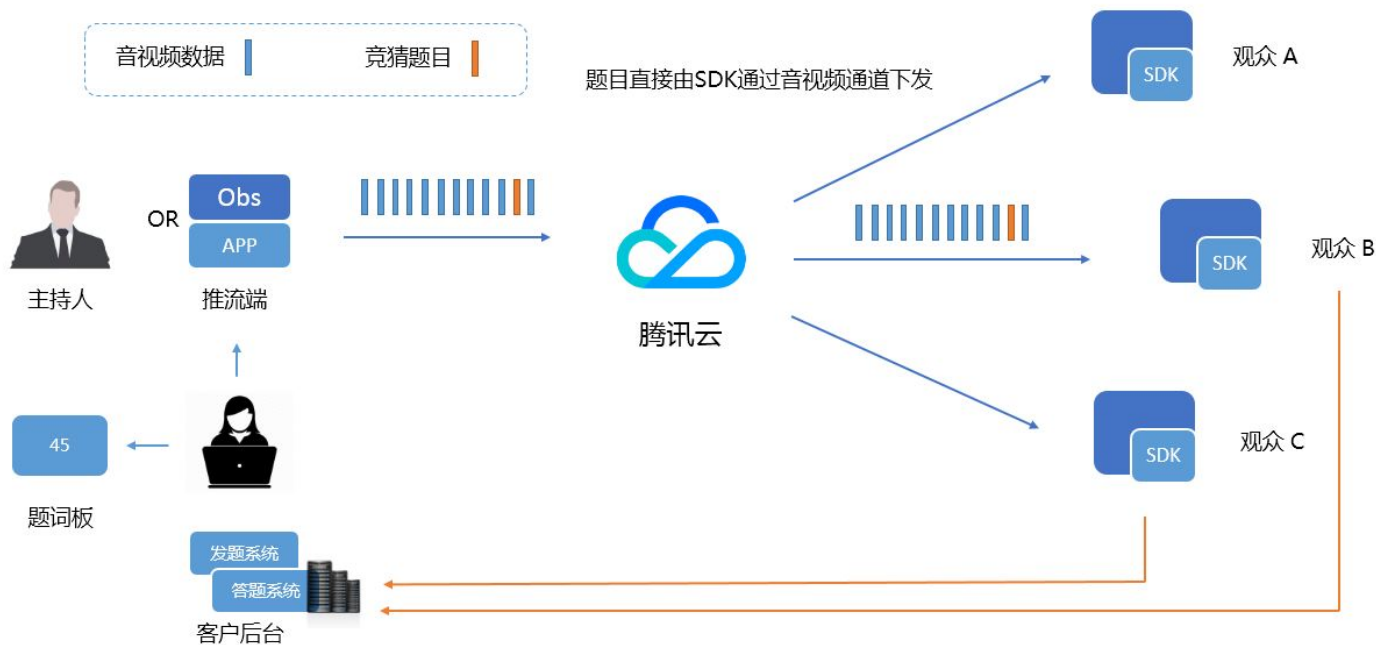 音视频数据
竞猜题目
题目直接由SDK通过音视频通道下发
SDK
观众 A
OR
Obs
APP
主持人
推流端
腾讯云
SDK
观众 B
45
题词板
SDK
观众 C
发题系统
答题系统
客户后台